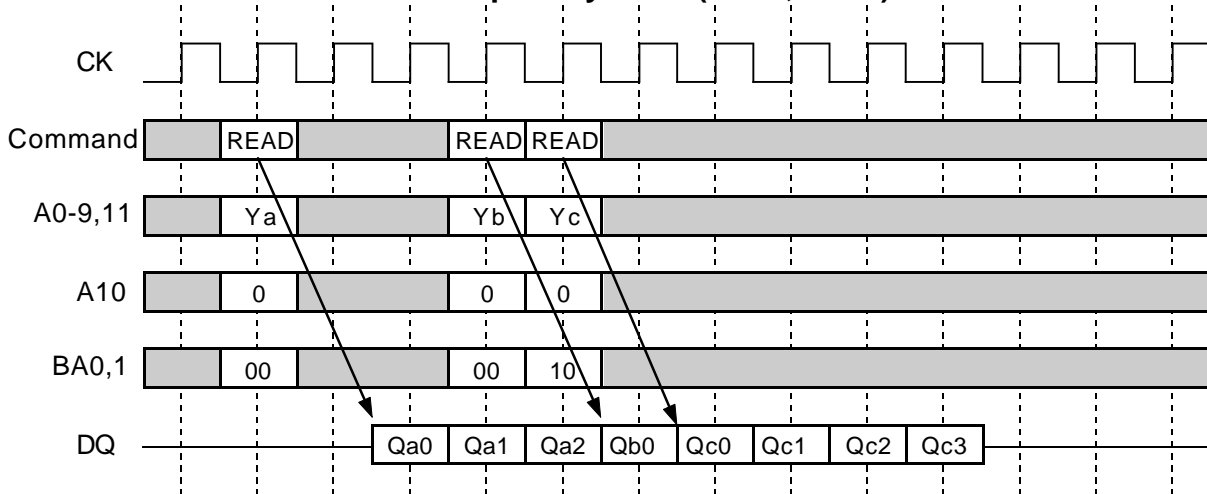 CK
Command READ READ READ
A0-9,11 Ya Yb Yc
A10 0 0 0
BA0,1 00 00 10
DQ Qa0 Qa1 Qa2 Qb0 Qc0 Qc1 Qc2 Qc3